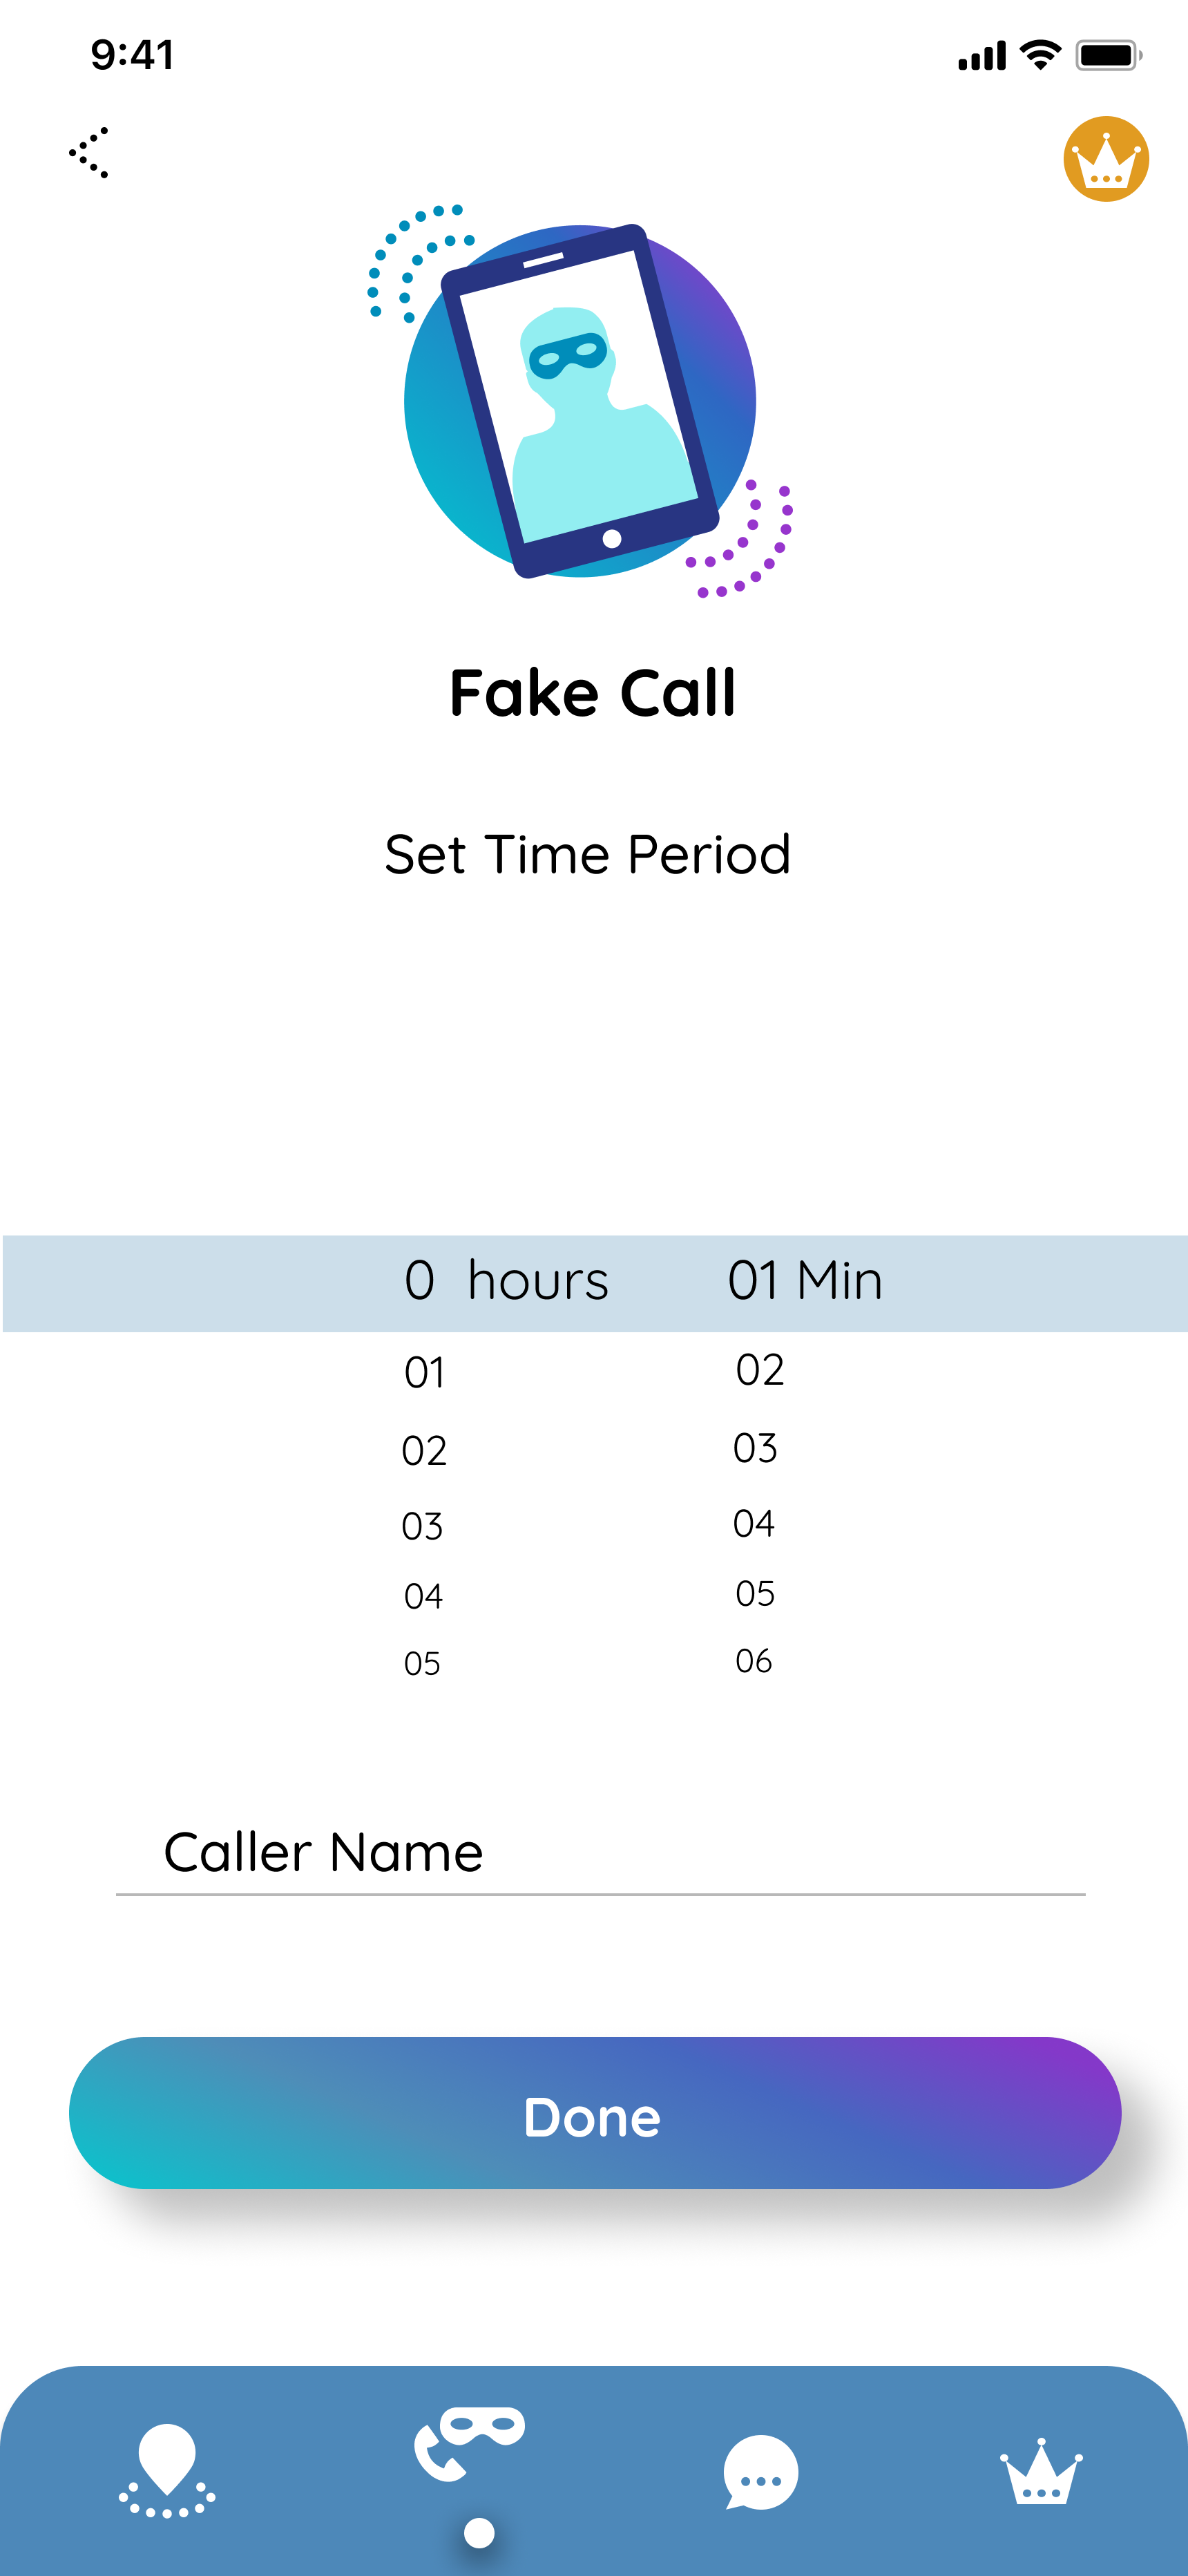 9:41
Fake Call
Set Time Period
0 hours 01 Min
01 02
02 03
03 04
04 05
05 06
Caller Name
Done